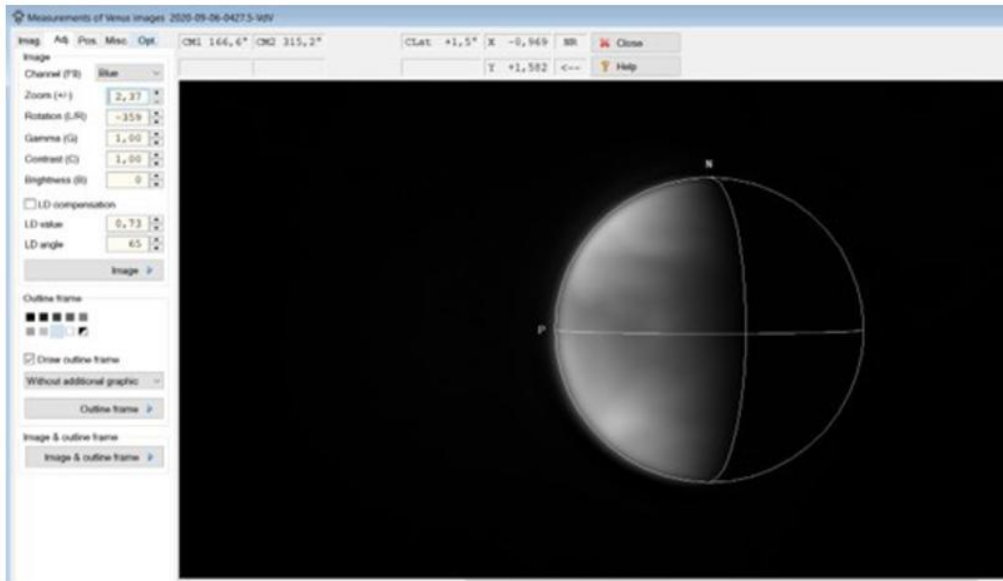 Measurements of Venus images 2020-09-06-0427.5-VdV
Imag. Adj. Pos. Misc. Opt.
CM1 166,6° CM2 315,2° CLat +1,5° X -0,969 NR Close
Y +1,582 <-- Help
Image
Channel (F9) Blue
Zoom (+/-) 2,37
Rotation (L/R) -359
Gamma (G) 1,00
Contrast (C) 1,00
Brightness (B) 0
LD compensation
LD value 0,73
LD angle 65
Image
Outline frame
Draw outline frame
Without additional graphic
Outline frame
Image & outline frame
Image & outline frame
N
P